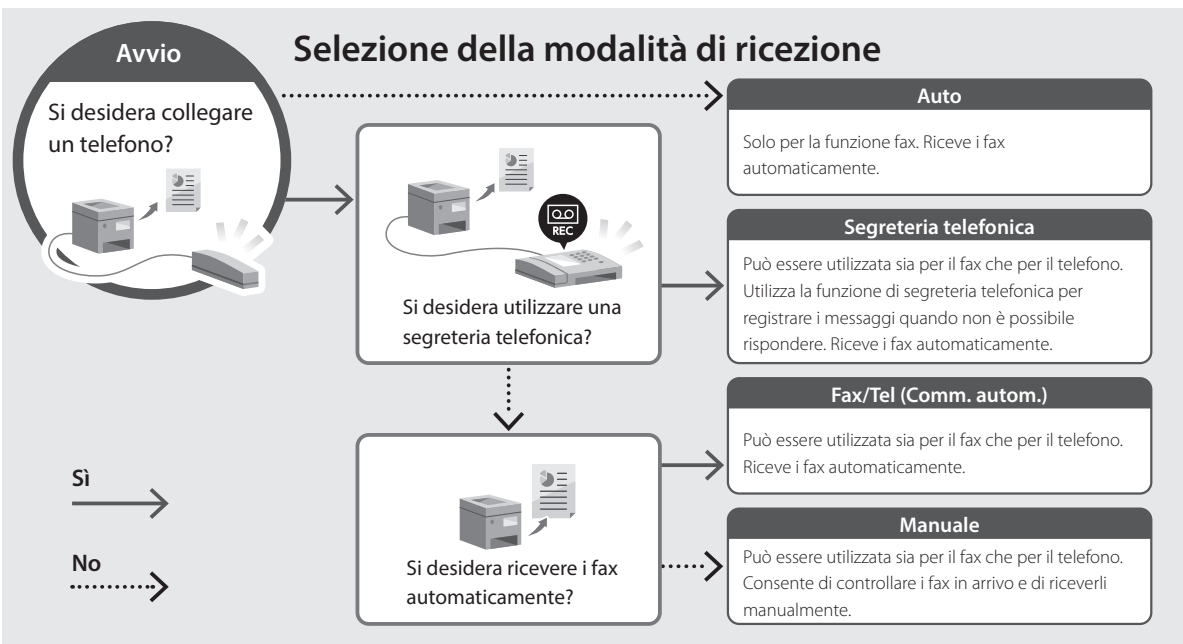 Avvio
Selezione della modalità di ricezione
Si desidera collegare
un telefono?
Auto
Solo per la funzione fax. Riceve i fax
automaticamente.
REC
Si desidera utilizzare una
segreteria telefonica?
Segreteria telefonica
Può essere utilizzata sia per il fax che per il telefono.
Utilizza la funzione di segreteria telefonica per
registrare i messaggi quando non è possibile
rispondere. Riceve i fax automaticamente.
Fax/Tel (Comm. autom.)
Può essere utilizzata sia per il fax che per il telefono.
Riceve i fax automaticamente.
Sì
No
Si desidera ricevere i fax
automaticamente?
Manuale
Può essere utilizzata sia per il fax che per il telefono.
Consente di controllare i fax in arrivo e di riceverli
manualmente.